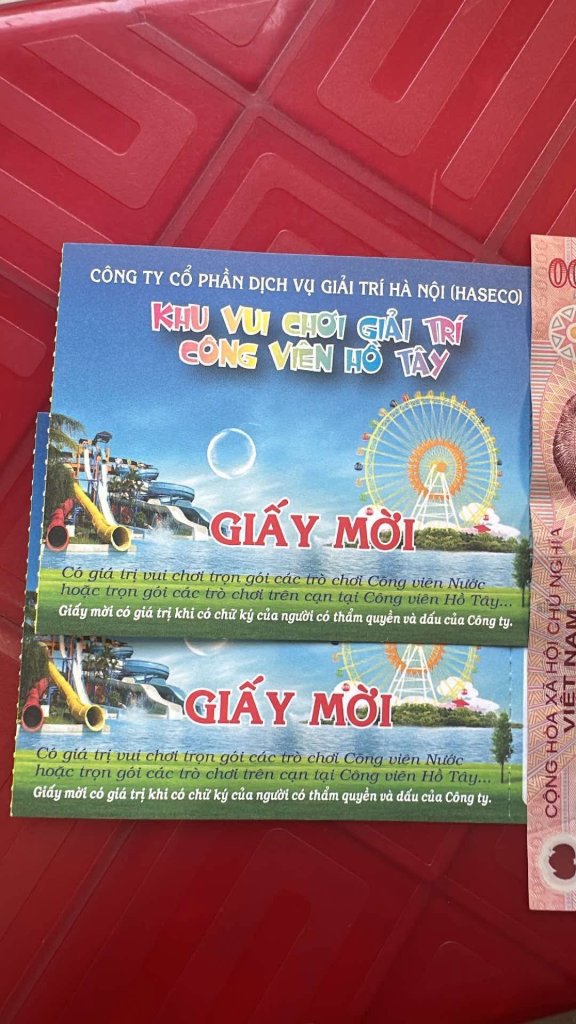 CÔNG TY CỔ PHẦN DỊCH VỤ GIẢI TRÍ HÀ NỘI (HASECO)
KHU VUI CHƠI GIẢI TRÍ
CÔNG VIÊN HỒ TÂY
GIẤY MỜI
Có giá trị vui chơi trọn gói các trò chơi Công viên Nước
hoặc trọn gói các trò chơi trên cạn tại Công viên Hồ Tây...
Giấy mời có giá trị khi có chữ ký của người có thẩm quyền và dấu của Công ty.
GIẤY MỜI
Có giá trị vui chơi trọn gói các trò chơi Công viên Nước
hoặc trọn gói các trò chơi trên cạn tại Công viên Hồ Tây...
Giấy mời có giá trị khi có chữ ký của người có thẩm quyền và dấu của Công ty.
CỘNG HÒA XÃ HỘI CHỦ NGHĨA
VIỆT NAM